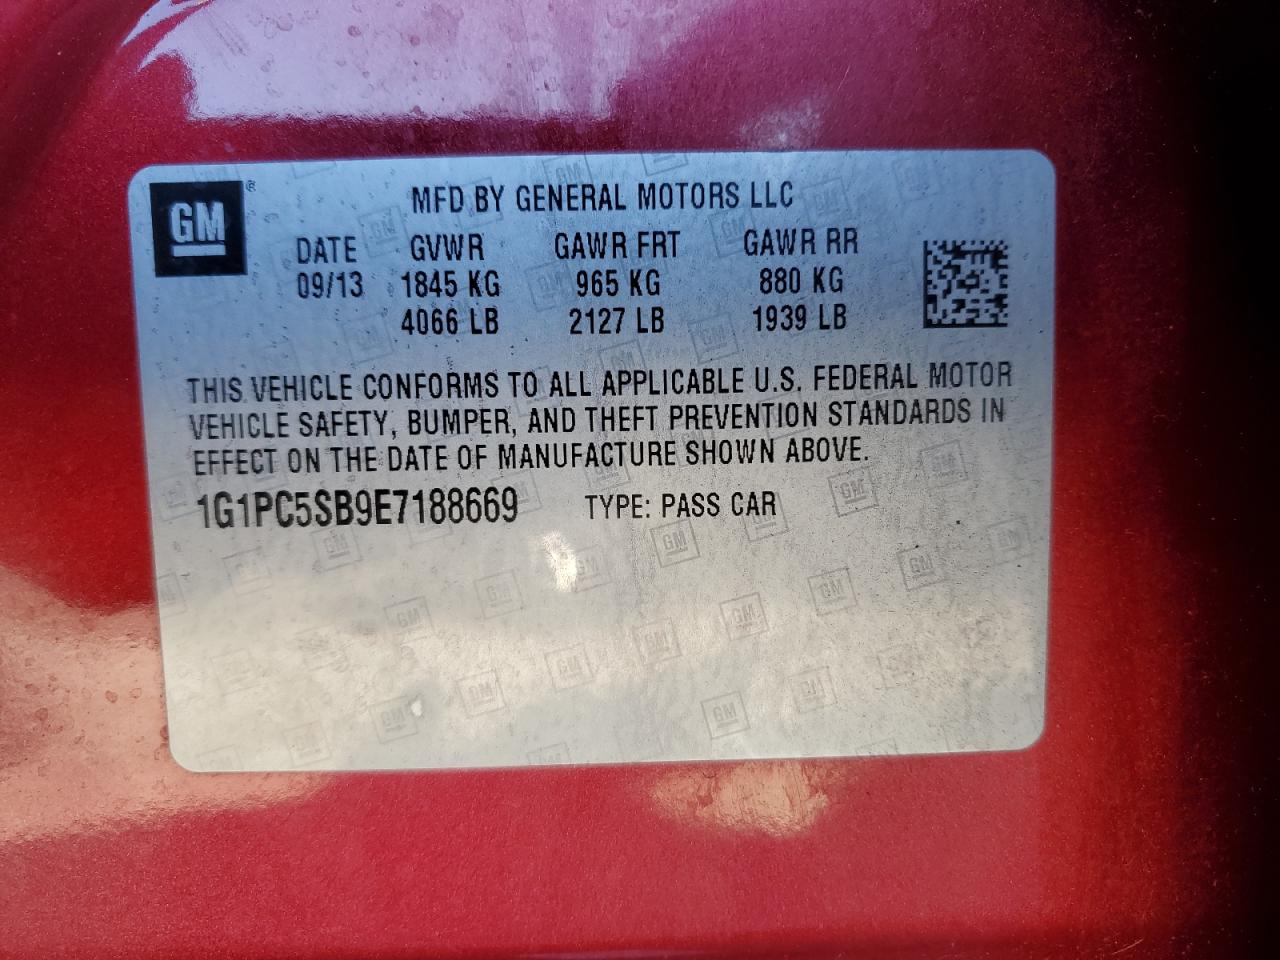 GM®
MFD BY GENERAL MOTORS LLC
DATE GVWR GAWR FRT GAWR RR
09/13 1845 KG 965 KG 880 KG
4066 LB 2127 LB 1939 LB
THIS VEHICLE CONFORMS TO ALL APPLICABLE U.S. FEDERAL MOTOR
VEHICLE SAFETY, BUMPER, AND THEFT PREVENTION STANDARDS IN
EFFECT ON THE DATE OF MANUFACTURE SHOWN ABOVE.
1G1PC5SB9E7188669 TYPE: PASS CAR